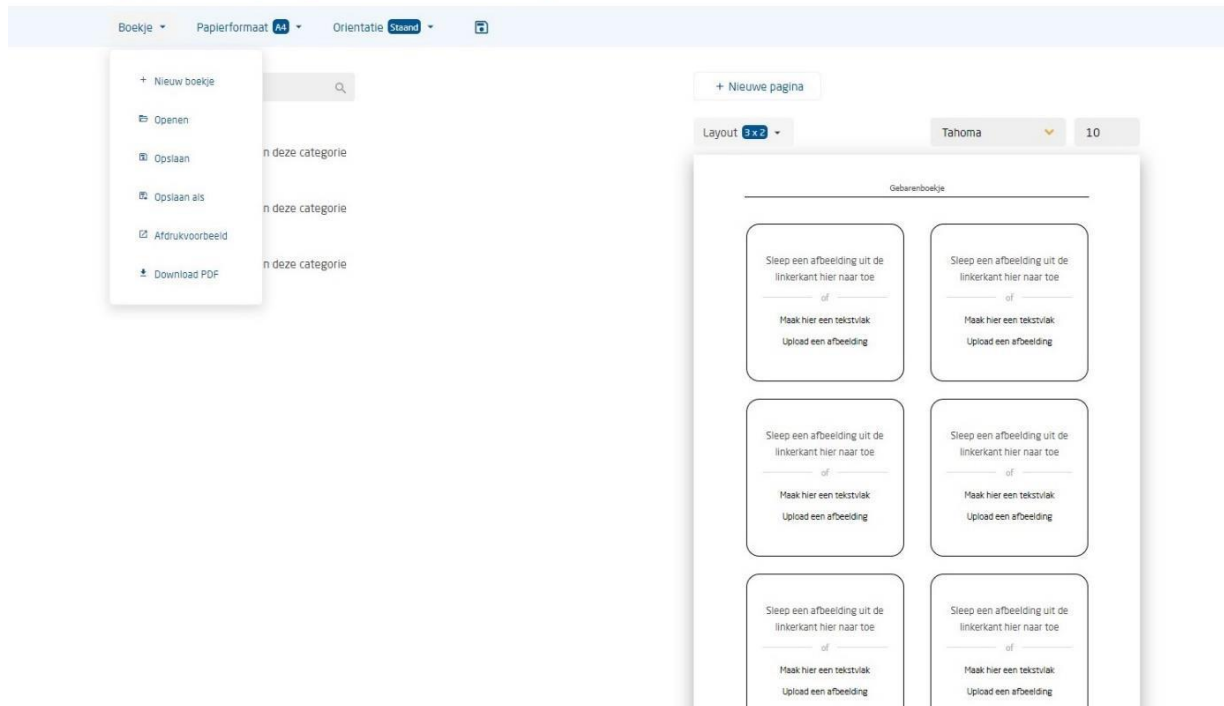 Boekje
Papierformaat A4
Orientatie Staand
+ Nieuw boekje
Openen
Opslaan
Opslaan als
Afdrukvoorbeeld
Download PDF
n deze categorie
n deze categorie
n deze categorie
+ Nieuwe pagina
Layout 3 x 2
Tahoma
10
Gebarenboekje
Sleep een afbeelding uit de
linkerkant hier naar toe
of
Maak hier een tekstvlak
Upload een afbeelding
Sleep een afbeelding uit de
linkerkant hier naar toe
of
Maak hier een tekstvlak
Upload een afbeelding
Sleep een afbeelding uit de
linkerkant hier naar toe
of
Maak hier een tekstvlak
Upload een afbeelding
Sleep een afbeelding uit de
linkerkant hier naar toe
of
Maak hier een tekstvlak
Upload een afbeelding
Sleep een afbeelding uit de
linkerkant hier naar toe
of
Maak hier een tekstvlak
Upload een afbeelding
Sleep een afbeelding uit de
linkerkant hier naar toe
of
Maak hier een tekstvlak
Upload een afbeelding